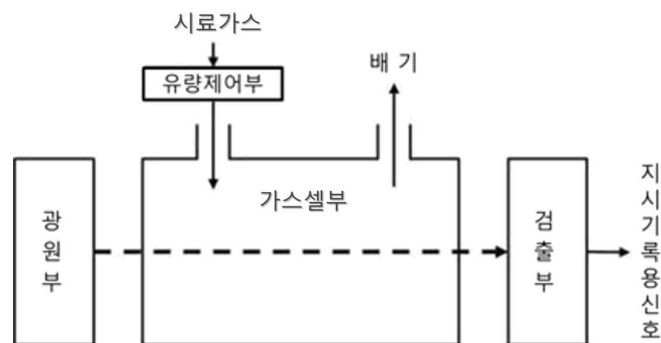 시료가스
유량제어부
배 기
가스셀부
광원부
검출부
지시기록용신호